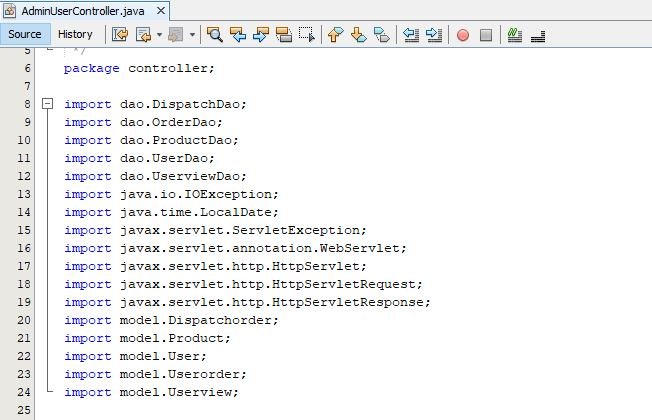 AdminUserController.java
Source History
5 */
6 package controller;
7
8 import dao.DispatchDao;
9 import dao.OrderDao;
10 import dao.ProductDao;
11 import dao.UserDao;
12 import dao.UserviewDao;
13 import java.io.IOException;
14 import java.time.LocalDate;
15 import javax.servlet.ServletException;
16 import javax.servlet.annotation.WebServlet;
17 import javax.servlet.http.HttpServlet;
18 import javax.servlet.http.HttpServletRequest;
19 import javax.servlet.http.HttpServletResponse;
20 import model.Dispatchorder;
21 import model.Product;
22 import model.User;
23 import model.Userorder;
24 import model.Userview;
25